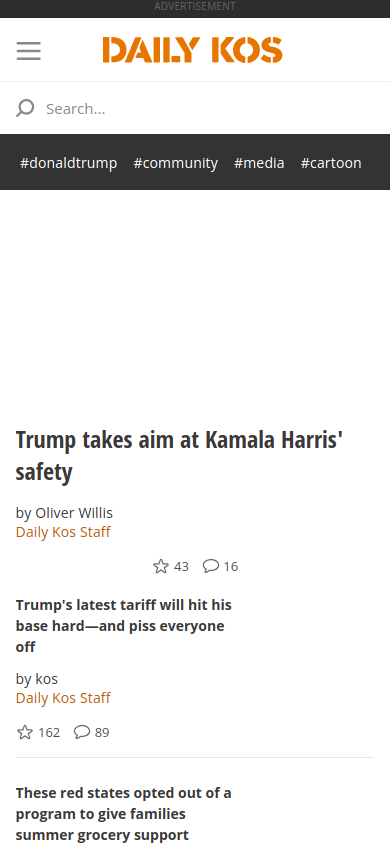 ADVERTISEMENT
DAILY KOS
Search...
#donaldtrump #community #media #cartoon
Trump takes aim at Kamala Harris'
safety
by Oliver Willis
Daily Kos Staff
43 16
Trump's latest tariff will hit his
base hard—and piss everyone
off
by kos
Daily Kos Staff
162 89
These red states opted out of a
program to give families
summer grocery support